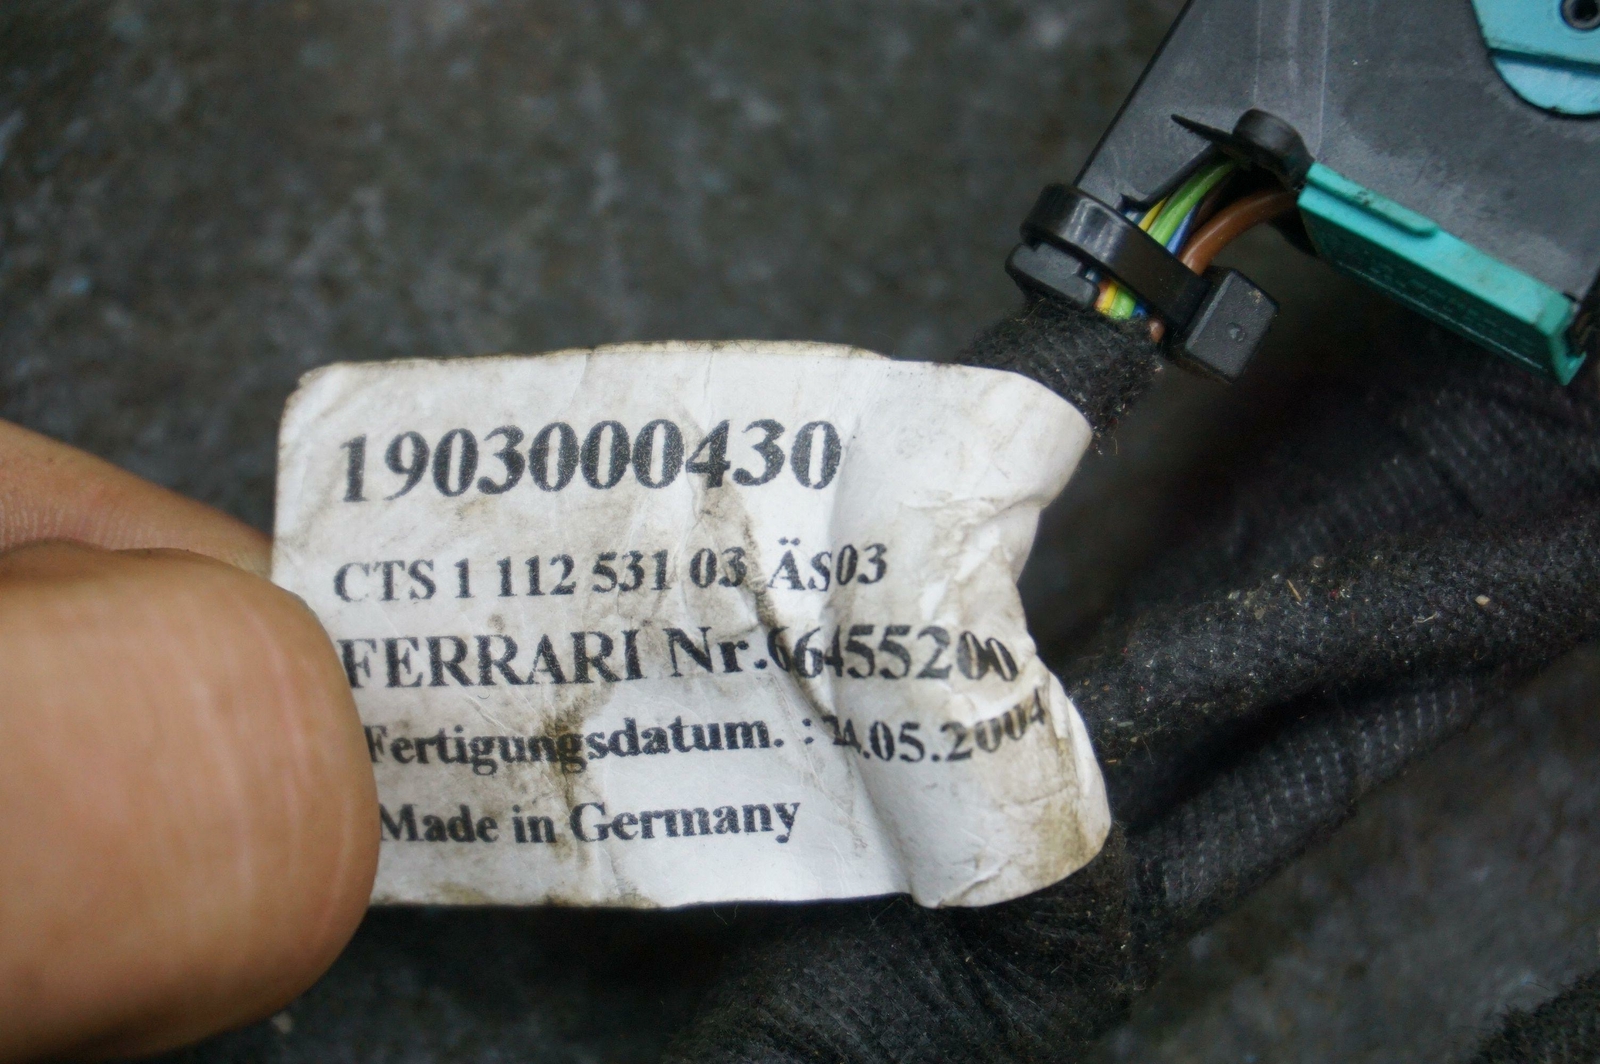 1903000430
CTS 1 112 531 03 Äs03
FERRARI Nr.66455200
Fertigungsdatum. : 24.05.2004
Made in Germany